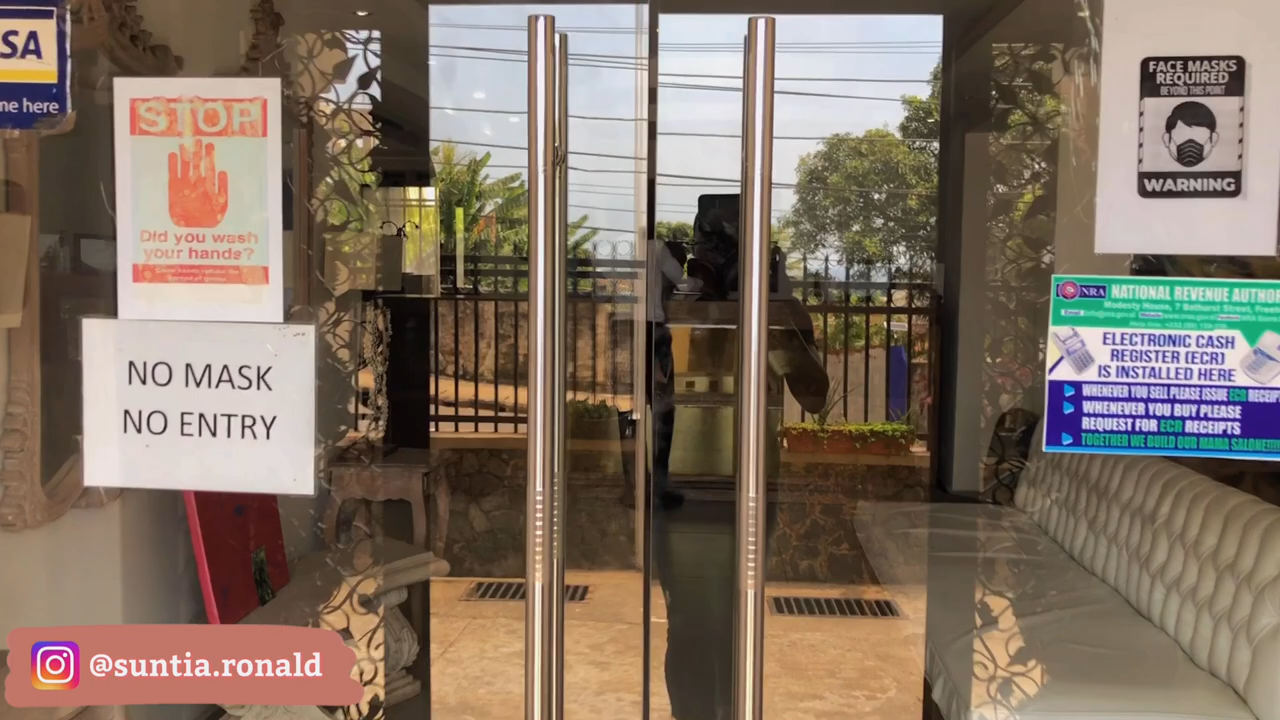 SA
me here
STOP
Did you wash
your hands?
NO MASK
NO ENTRY
FACE MASKS
REQUIRED
BEYOND THIS POINT
WARNING
NRA NATIONAL REVENUE AUTHO
Modesty House, 7 Bathurst Street, Free
ELECTRONIC CASH
REGISTER (ECR)
IS INSTALLED HERE
WHENEVER YOU SELL PLEASE ISSUE ECR RECEIPT
WHENEVER YOU BUY PLEASE
REQUEST FOR ECR RECEIPTS
TOGETHER WE BUILD OUR MAMA SALONE
@suntia.ronald